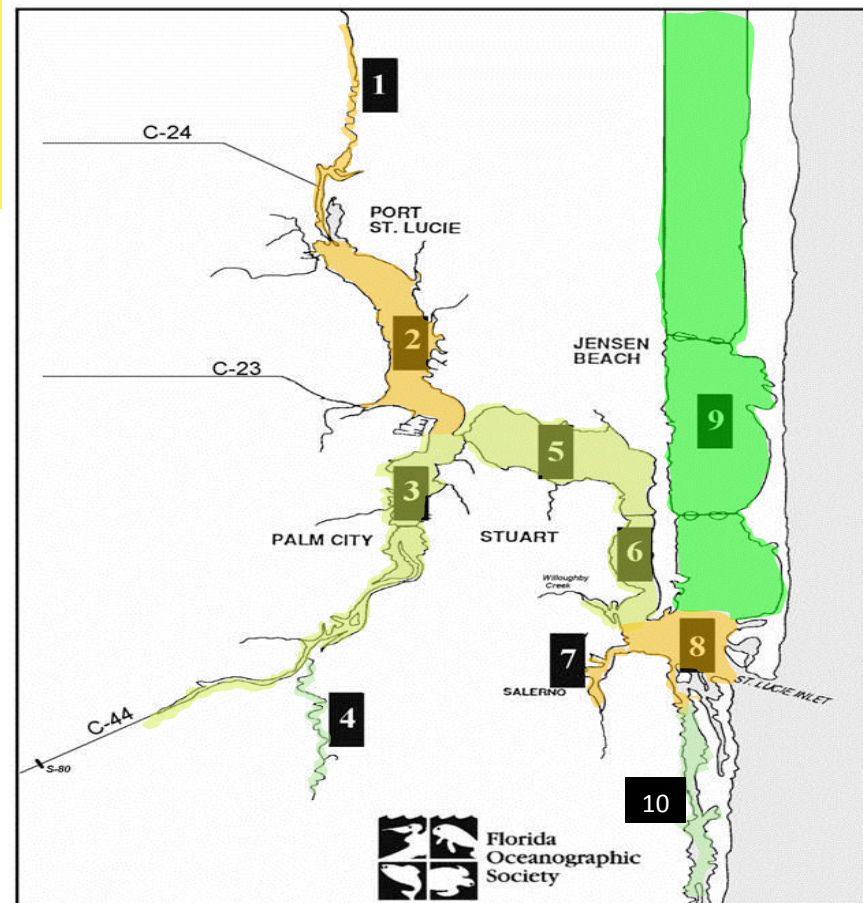 1
C-24
PORT
ST. LUCIE
2
JENSEN
BEACH
C-23
9
5
3
PALM CITY
STUART
6
Willoughby
Creek
7
8
SALERNO
ST. LUCIE INLET
4
C-44
S-80
10
Florida
Oceanographic
Society